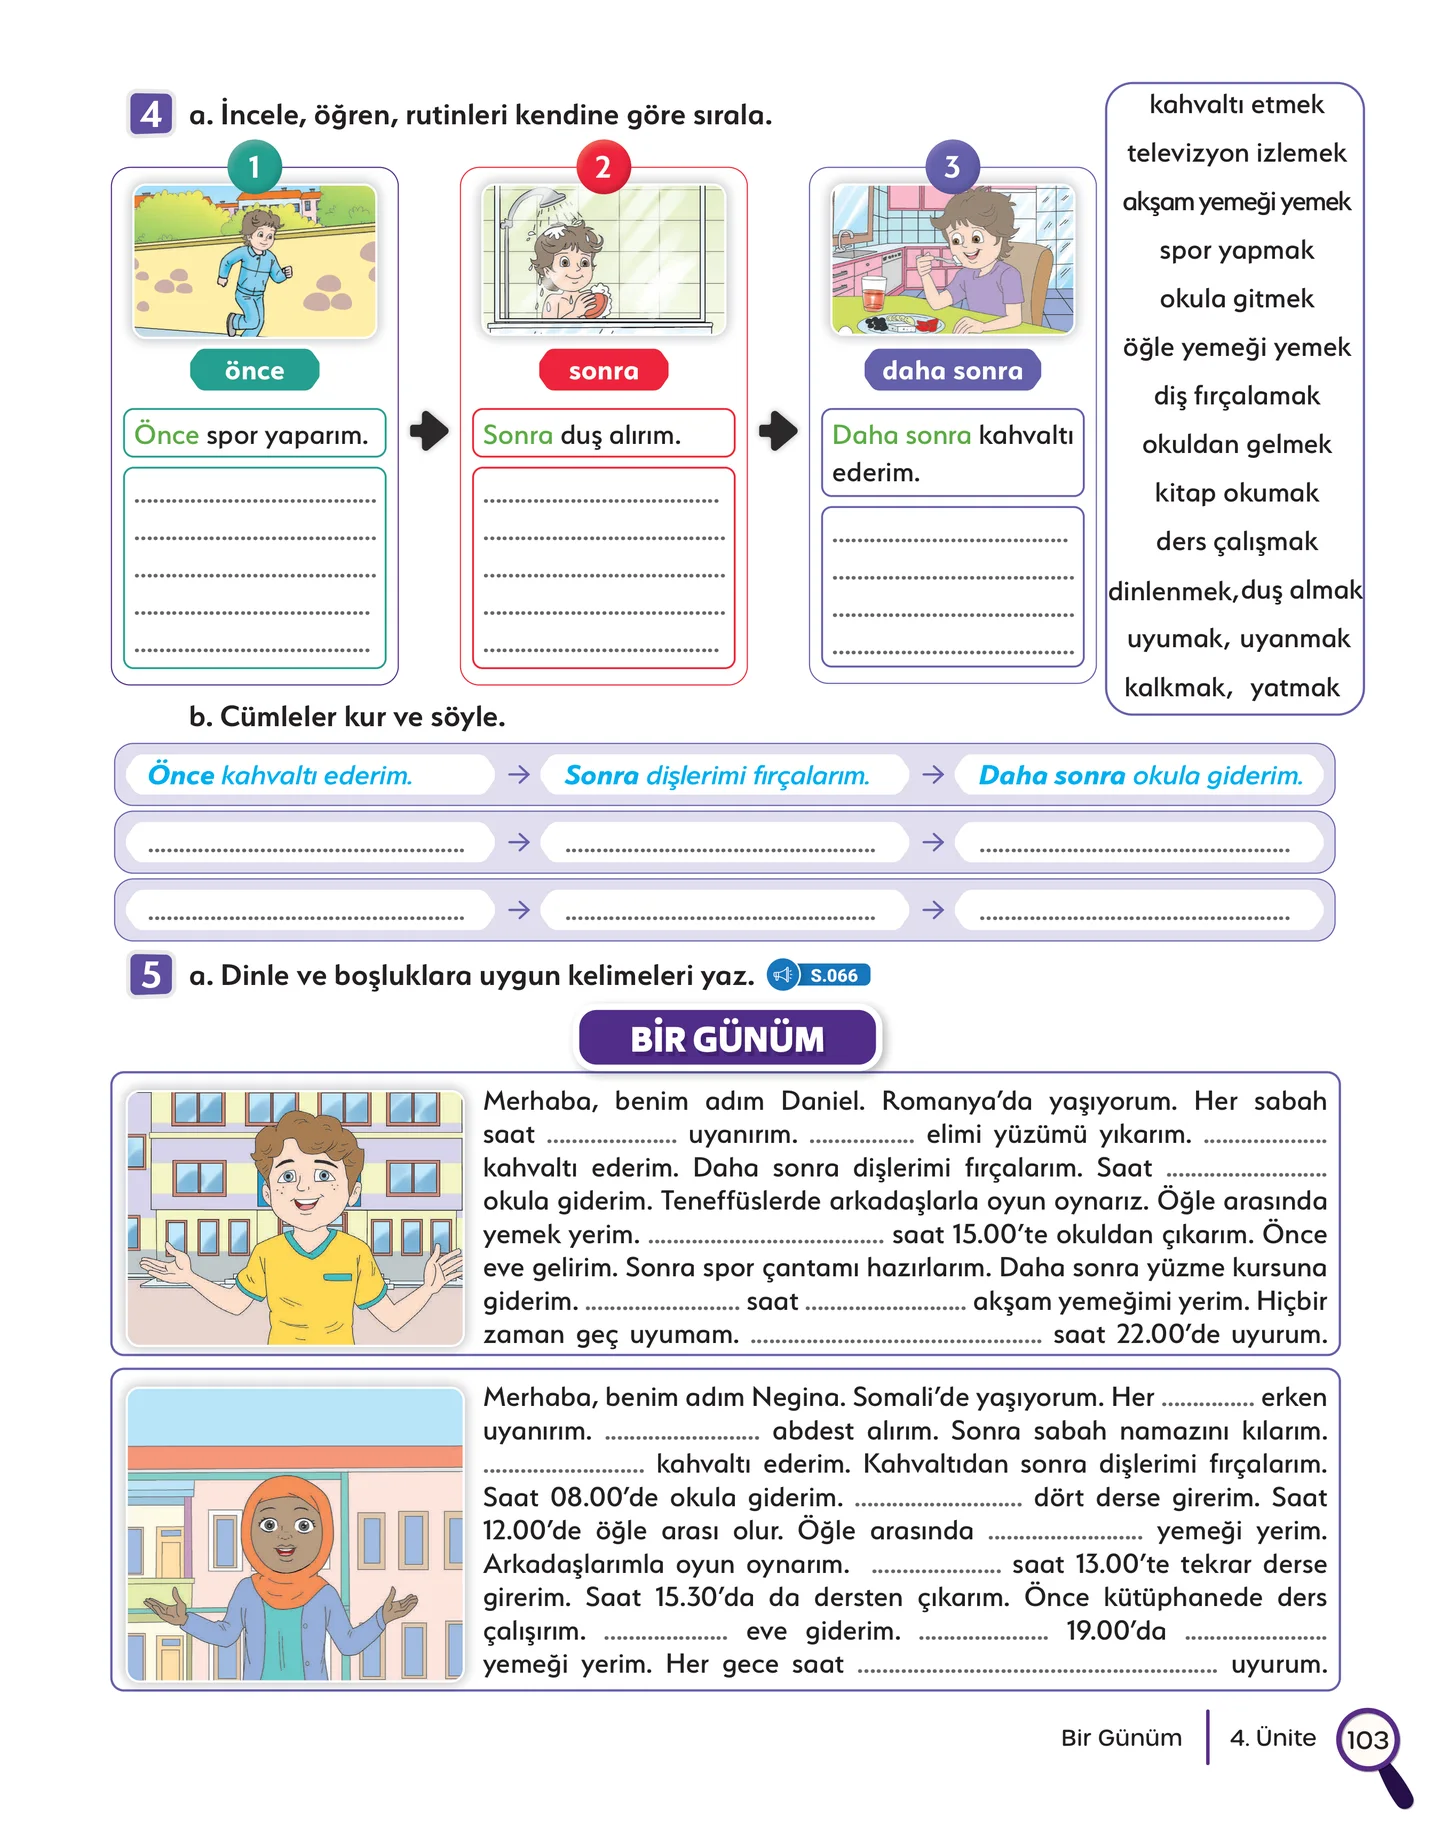 4 a. İncele, öğren, rutinleri kendine göre sırala.
1
önce
Önce spor yaparım.
......................................
......................................
......................................
......................................
......................................
2
sonra
Sonra duş alırım.
......................................
......................................
......................................
......................................
......................................
3
daha sonra
Daha sonra kahvaltı
ederim.
......................................
......................................
......................................
......................................
kahvaltı etmek
televizyon izlemek
akşam yemeği yemek
spor yapmak
okula gitmek
öğle yemeği yemek
diş fırçalamak
okuldan gelmek
kitap okumak
ders çalışmak
dinlenmek, duş almak
uyumak, uyanmak
kalkmak, yatmak
b. Cümleler kur ve söyle.
Önce kahvaltı ederim. → Sonra dişlerimi fırçalarım. → Daha sonra okula giderim.
.................................................. → .................................................. → ..................................................
.................................................. → .................................................. → ..................................................
5 a. Dinle ve boşluklara uygun kelimeleri yaz. S.066
BİR GÜNÜM
Merhaba, benim adım Daniel. Romanya’da yaşıyorum. Her sabah
saat ..................... uyanırım. ................. elimi yüzümü yıkarım. ....................
kahvaltı ederim. Daha sonra dişlerimi fırçalarım. Saat ..........................
okula giderim. Teneffüslerde arkadaşlarla oyun oynarız. Öğle arasında
yemek yerim. ...................................... saat 15.00’te okuldan çıkarım. Önce
eve gelirim. Sonra spor çantamı hazırlarım. Daha sonra yüzme kursuna
giderim. ......................... saat .......................... akşam yemeğimi yerim. Hiçbir
zaman geç uyumam. ............................................... saat 22.00’de uyurum.
Merhaba, benim adım Negina. Somali’de yaşıyorum. Her ............... erken
uyanırım. ......................... abdest alırım. Sonra sabah namazını kılarım.
.......................... kahvaltı ederim. Kahvaltıdan sonra dişlerimi fırçalarım.
Saat 08.00’de okula giderim. ........................... dört derse girerim. Saat
12.00’de öğle arası olur. Öğle arasında ......................... yemeği yerim.
Arkadaşlarımla oyun oynarım. ..................... saat 13.00’te tekrar derse
girerim. Saat 15.30’da da dersten çıkarım. Önce kütüphanede ders
çalışırım. .................... eve giderim. ..................... 19.00’da .......................
yemeği yerim. Her gece saat .......................................................... uyurum.
Bir Günüm 4. Ünite 103